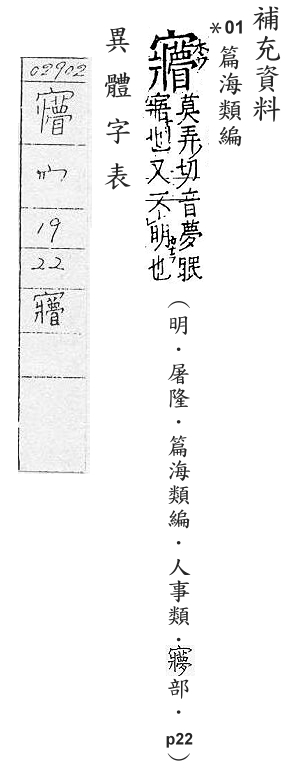 補充資料
*01 篇海類編
莫弄切音夢眠
也又不明也
（明．屠隆．篇海類編．人事類．㝱部．p22）
異體字表
02902
宀
19
22